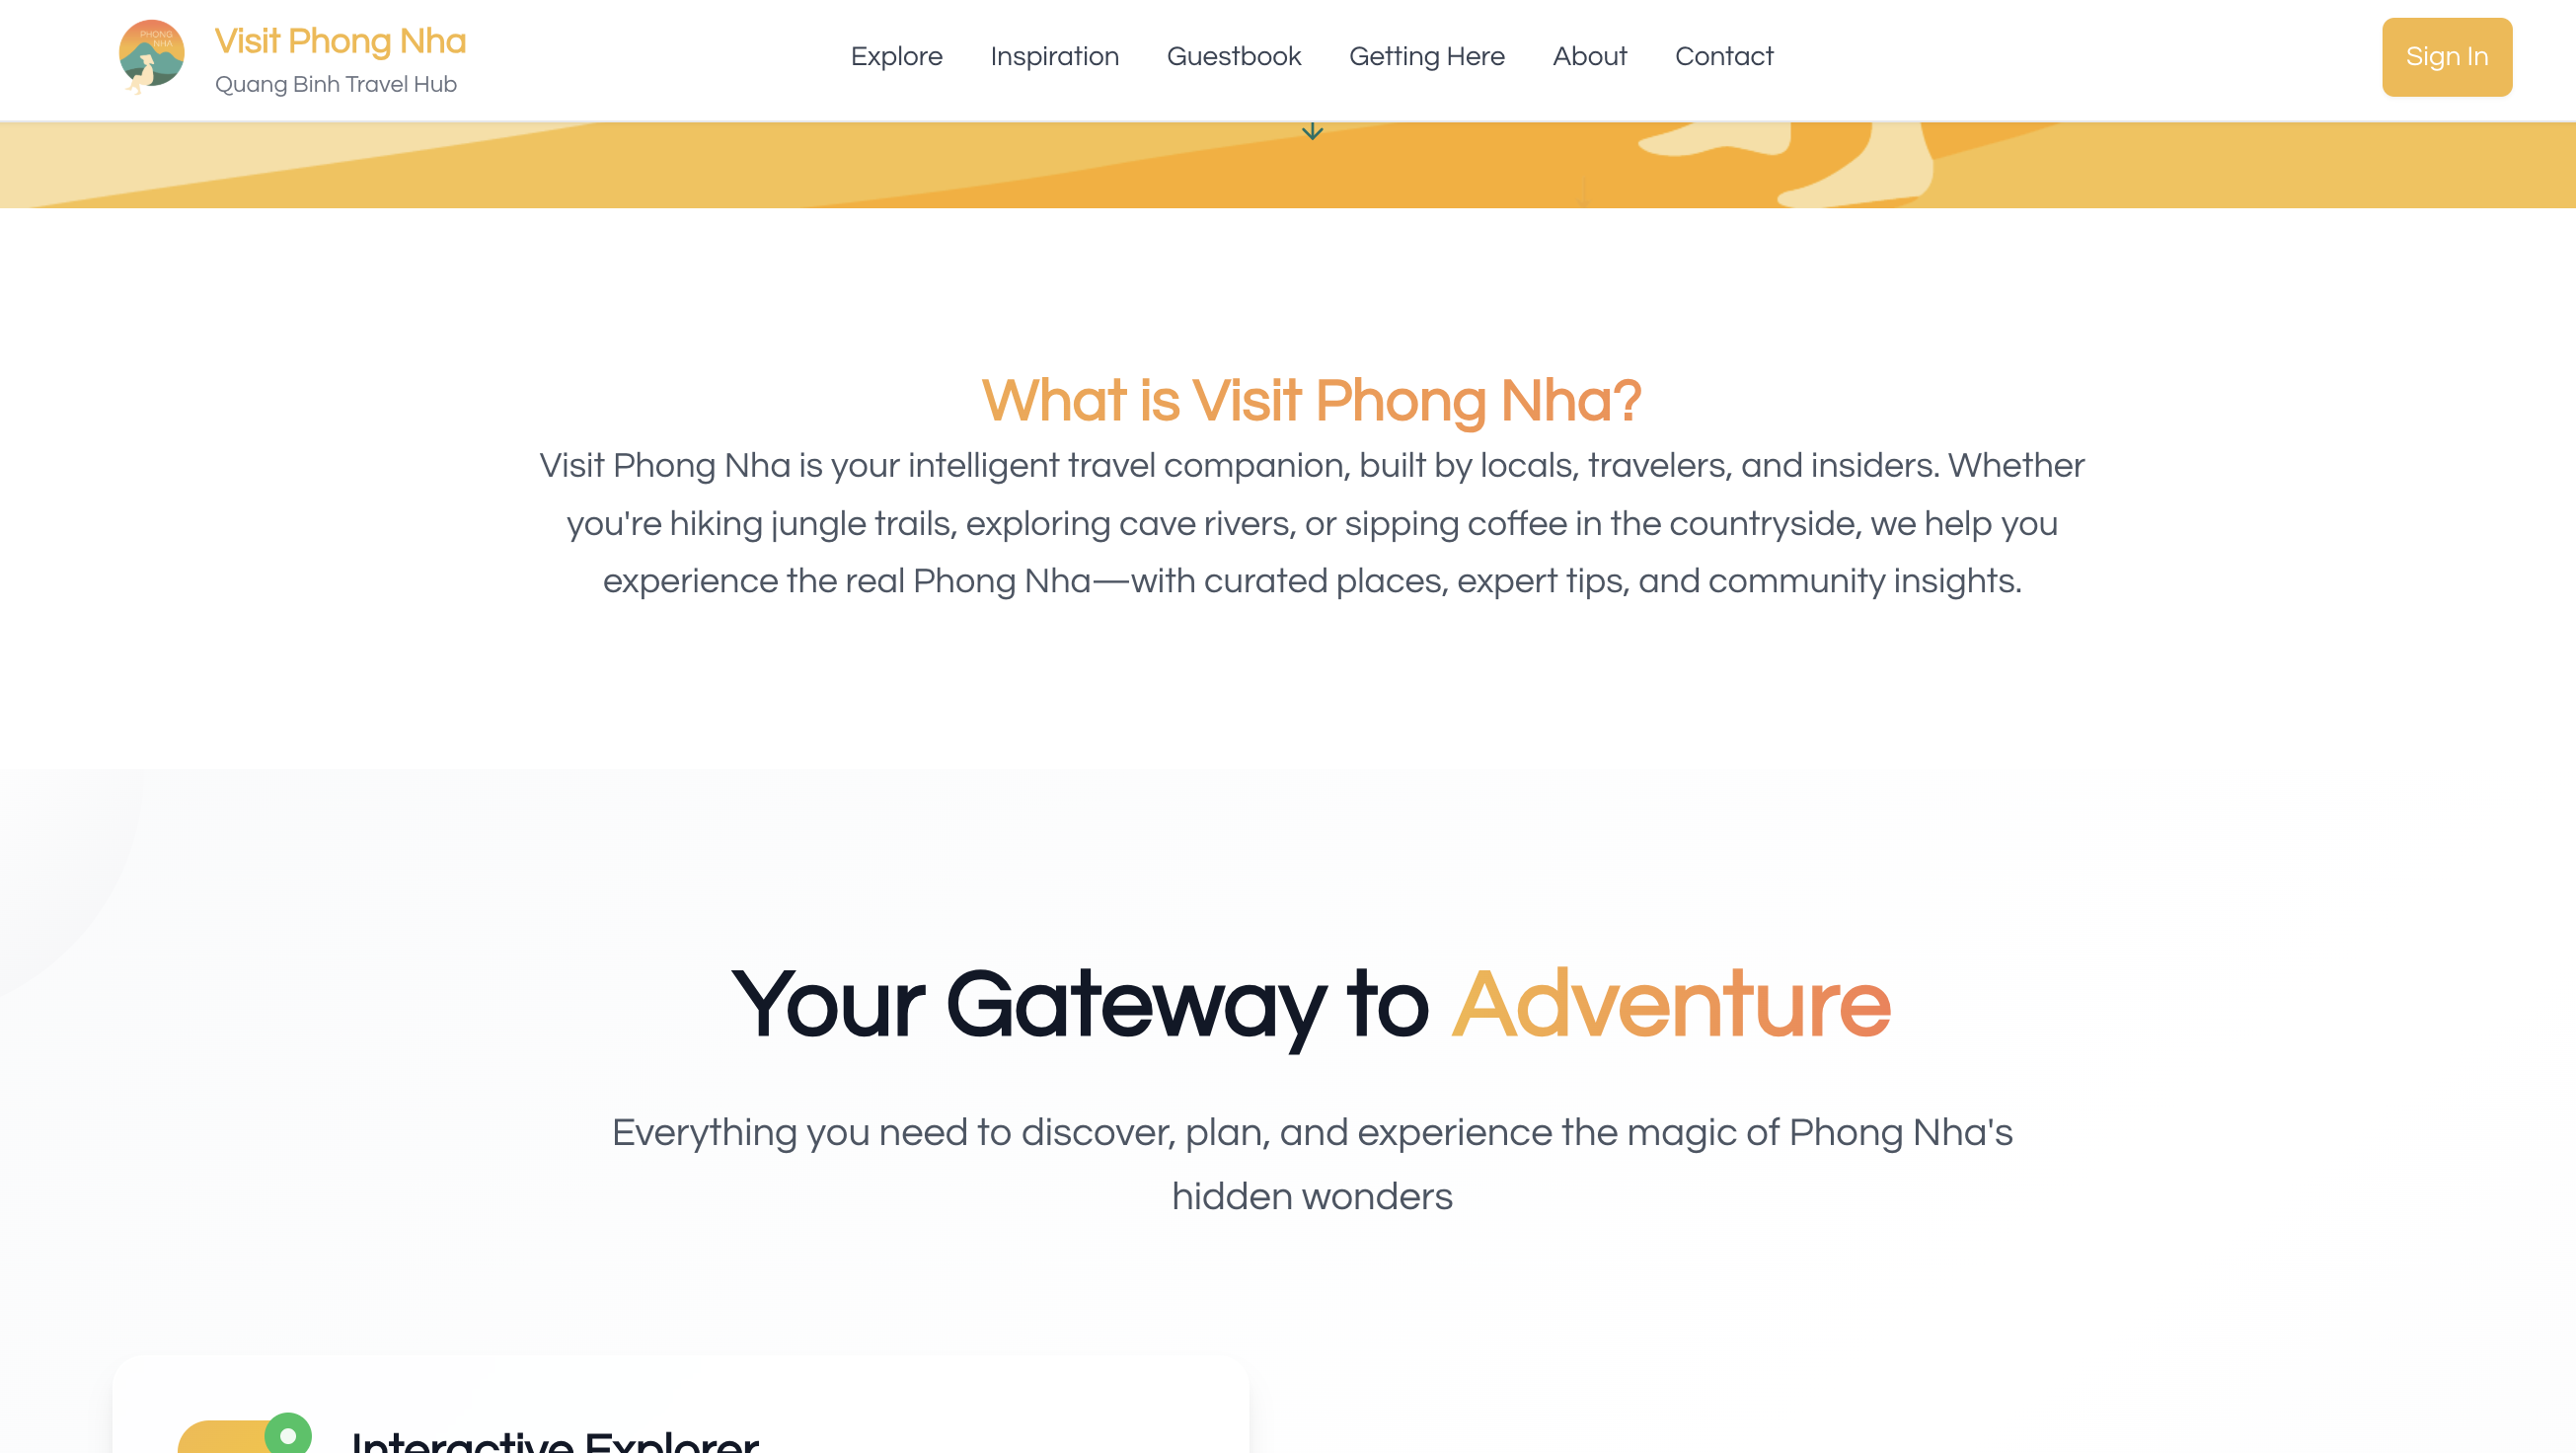 PHONG
NHA
Visit Phong Nha
Quang Binh Travel Hub
Explore
Inspiration
Guestbook
Getting Here
About
Contact
Sign In
What is Visit Phong Nha?
Visit Phong Nha is your intelligent travel companion, built by locals, travelers, and insiders. Whether
you're hiking jungle trails, exploring cave rivers, or sipping coffee in the countryside, we help you
experience the real Phong Nha—with curated places, expert tips, and community insights.
Your Gateway to Adventure
Everything you need to discover, plan, and experience the magic of Phong Nha's
hidden wonders
Interactive Explorer